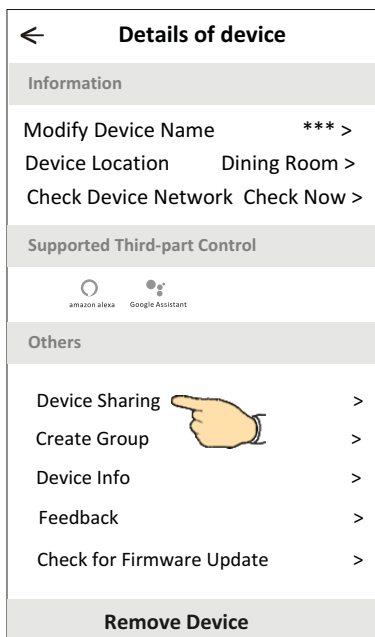 ← Details of device
Information
Modify Device Name *** >
Device Location Dining Room >
Check Device Network Check Now >
Supported Third-part Control
amazon alexa Google Assistant
Others
Device Sharing >
Create Group >
Device Info >
Feedback >
Check for Firmware Update >
Remove Device